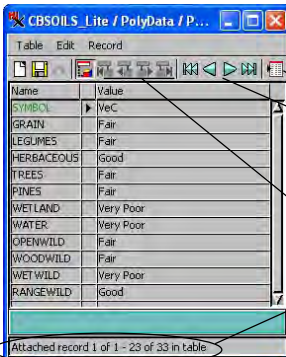 CBSOILS_Lite / PolyData / P...
Table Edit Record
Name Value
SYMBOL VeC
GRAIN Fair
LEGUMES Fair
HERBACEOUS Good
TREES Fair
PINES Fair
WETLAND Very Poor
WATER Very Poor
OPENWILD Fair
WOODWILD Fair
WETWILD Very Poor
RANGEWILD Good
Attached record 1 of 1 - 23 of 33 in table